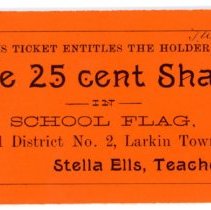 S TICKET ENTITLES THE HOLDER
e 25 cent Sha
IN
SCHOOL FLAG,
l District No. 2, Larkin Town
Stella Ells, Teache